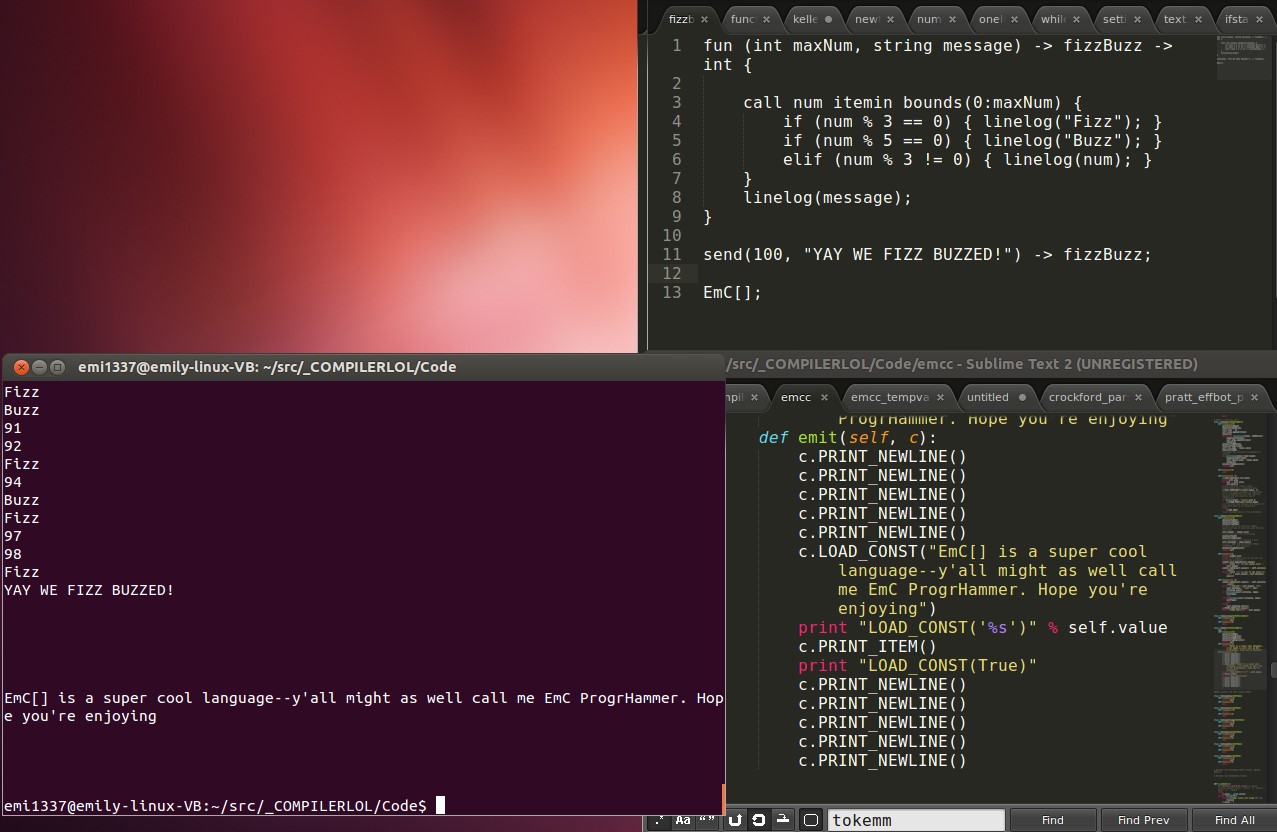 fizzb
func
kelle
newl
num
onel
while
setti
text
ifsta
1 fun (int maxNum, string message) -> fizzBuzz ->
int {
2
3 call num itemin bounds(0:maxNum) {
4 if (num % 3 == 0) { linelog("Fizz"); }
5 if (num % 5 == 0) { linelog("Buzz"); }
6 elif (num % 3 != 0) { linelog(num); }
7 }
8 linelog(message);
9 }
10
11 send(100, "YAY WE FIZZ BUZZED!") -> fizzBuzz;
12
13 EmC[];
emi1337@emily-linux-VB: ~/src/_COMPILERLOL/Code
Fizz
Buzz
91
92
Fizz
94
Buzz
Fizz
97
98
Fizz
YAY WE FIZZ BUZZED!
EmC[] is a super cool language--y'all might as well call me EmC ProgrHammer. Hop
e you're enjoying
emi1337@emily-linux-VB:~/src/_COMPILERLOL/Code$
/src/_COMPILERLOL/Code/emcc - Sublime Text 2 (UNREGISTERED)
mpil
emcc
emcc_tempva
untitled
crockford_par
pratt_effbot_p
ProgrHammer. Hope you're enjoying
def emit(self, c):
c.PRINT_NEWLINE()
c.PRINT_NEWLINE()
c.PRINT_NEWLINE()
c.PRINT_NEWLINE()
c.PRINT_NEWLINE()
c.LOAD_CONST("EmC[] is a super cool
language--y'all might as well call
me EmC ProgrHammer. Hope you're
enjoying")
print "LOAD_CONST('%s')" % self.value
c.PRINT_ITEM()
print "LOAD_CONST(True)"
c.PRINT_NEWLINE()
c.PRINT_NEWLINE()
c.PRINT_NEWLINE()
c.PRINT_NEWLINE()
c.PRINT_NEWLINE()
.* Aa “”
tokemm
Find
Find Prev
Find All